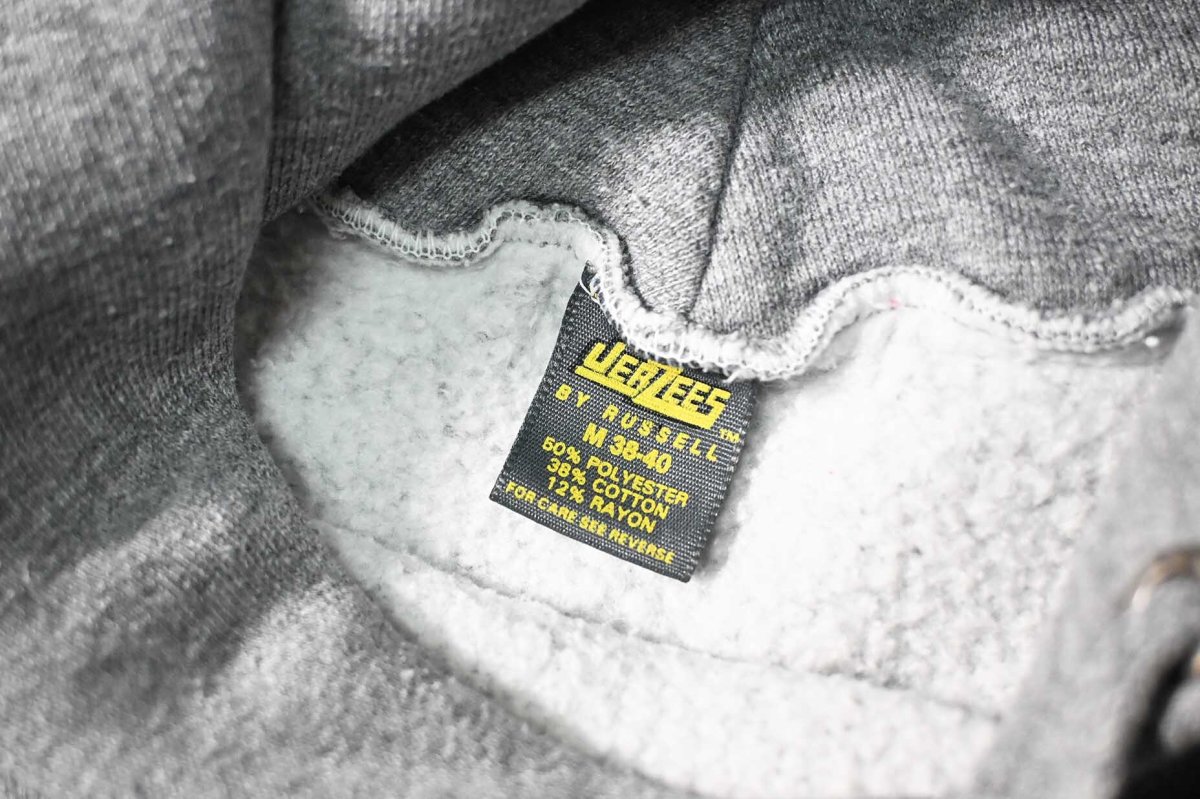 JERZEES
BY RUSSELL ™
M 38-40
50% POLYESTER
38% COTTON
12% RAYON
FOR CARE SEE REVERSE